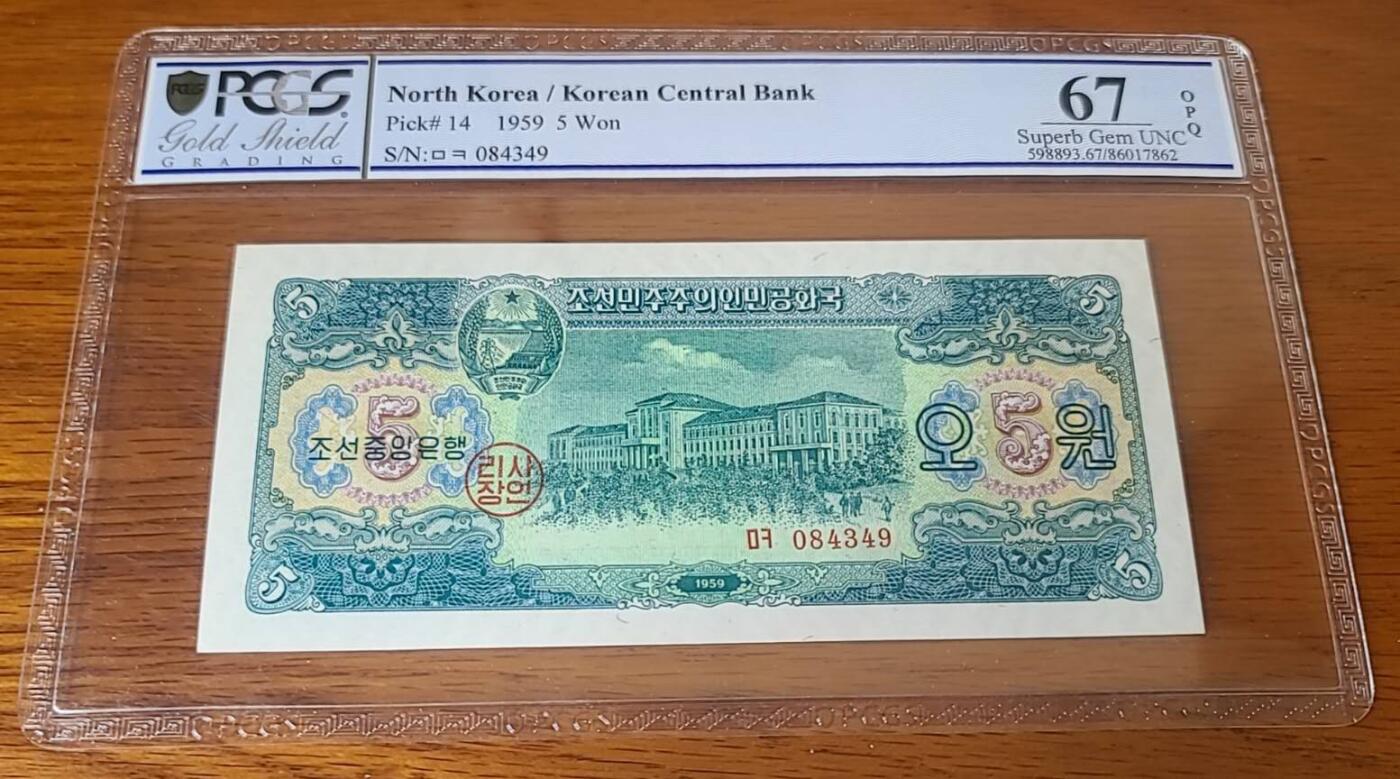 PCGS
Gold Shield
GRADING
North Korea / Korean Central Bank
Pick# 14 1959 5 Won
S/N:ㅁㅋ 084349
67
OPQ
Superb Gem UNC
598893.67/86017862
5
조선민주주의인민공화국
5
5
조선중앙은행
리사
장인
오
5
원
ㅁㅋ 084349
5
1959
5